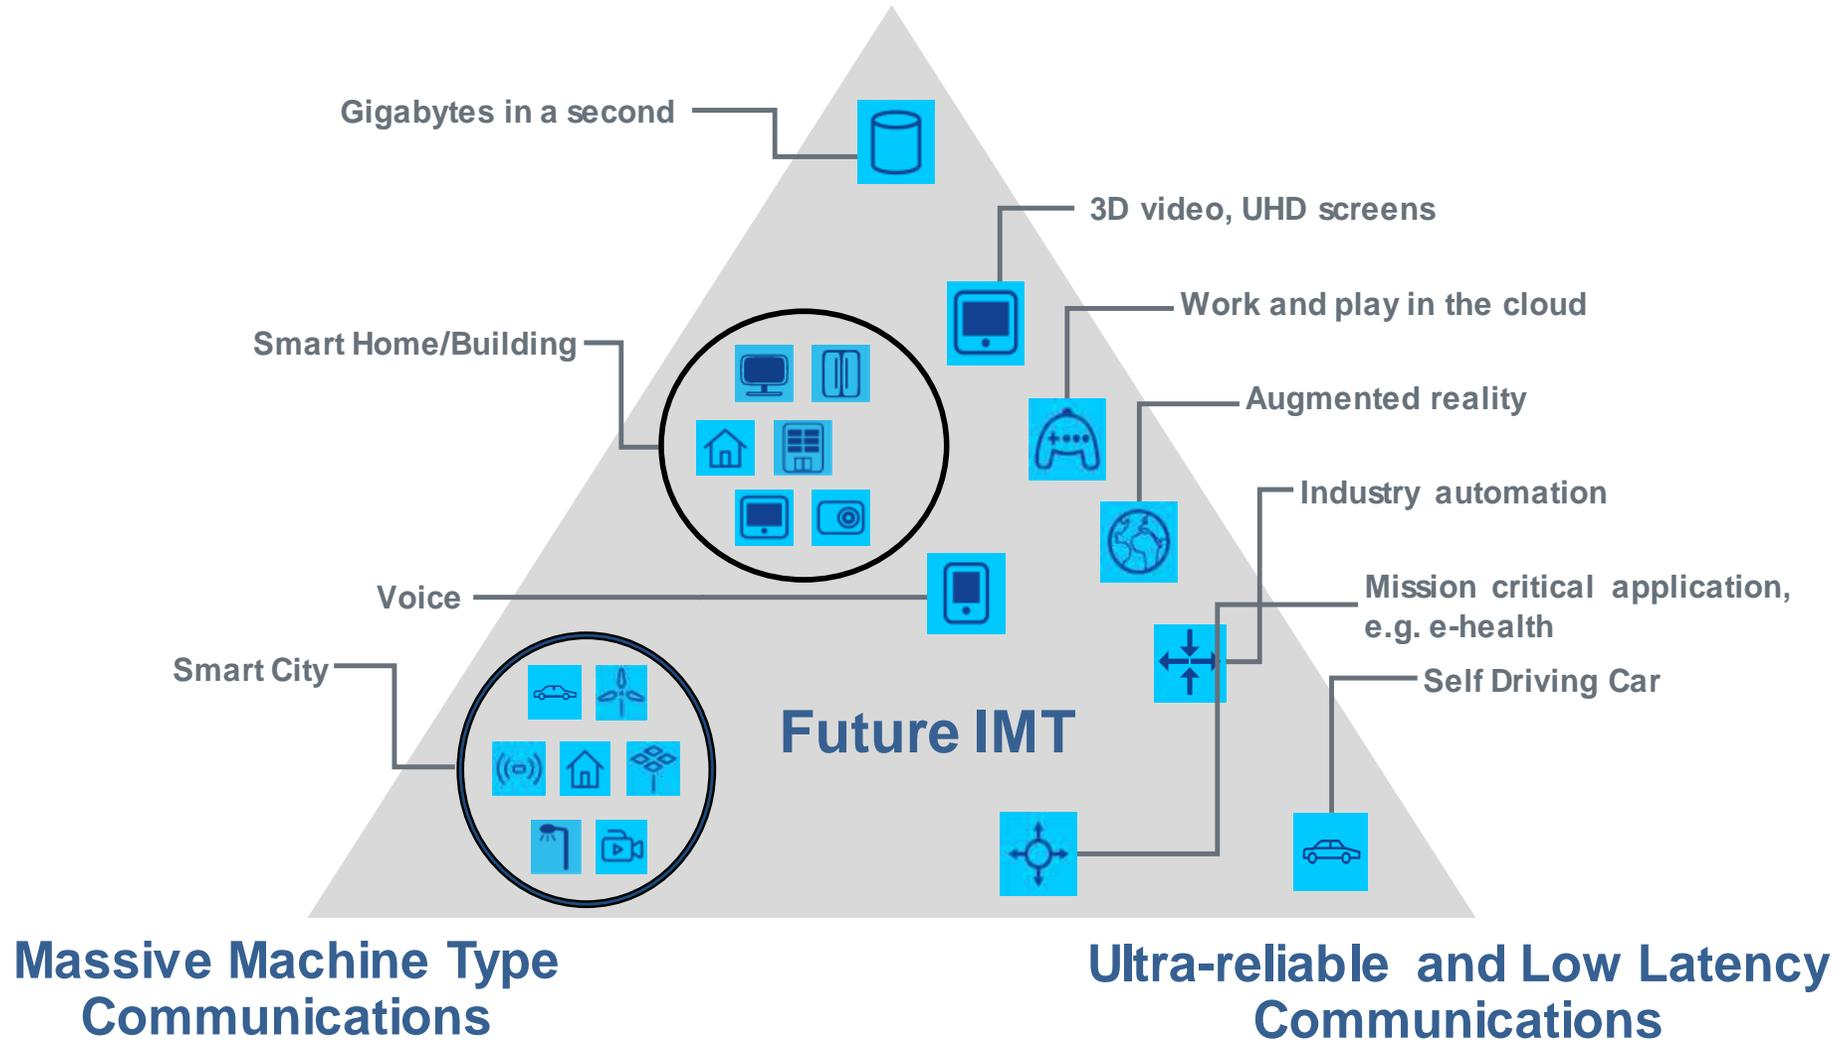 Gigabytes in a second
3D video, UHD screens
Work and play in the cloud
Smart Home/Building
Augmented reality
Industry automation
Mission critical application,
e.g. e-health
Voice
Smart City
Self Driving Car
Future IMT
Massive Machine Type
Communications
Ultra-reliable and Low Latency
Communications